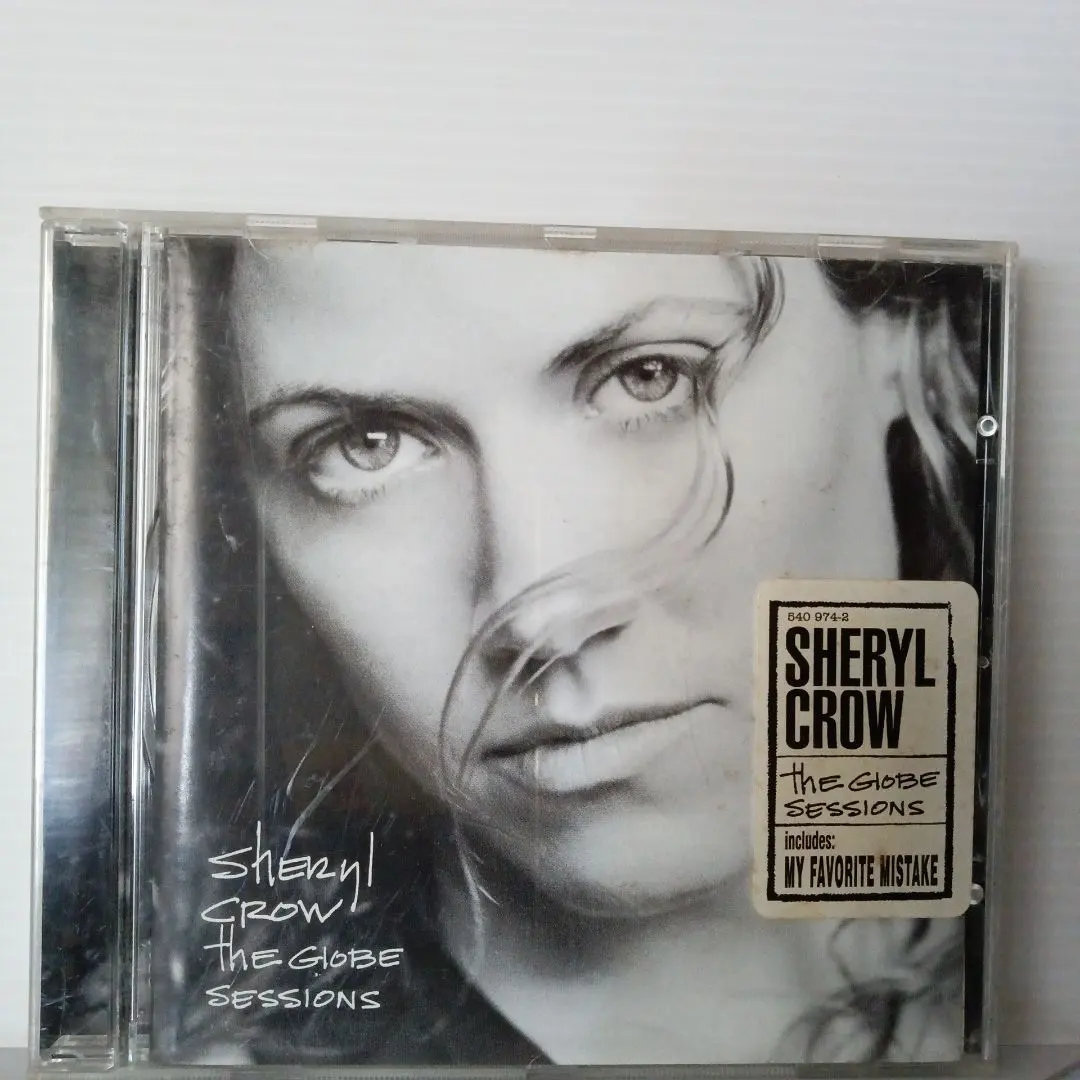 sheryl
crow
the Globe
sessions
540 974-2
SHERYL
CROW
the Globe
sessions
includes:
MY FAVORITE MISTAKE